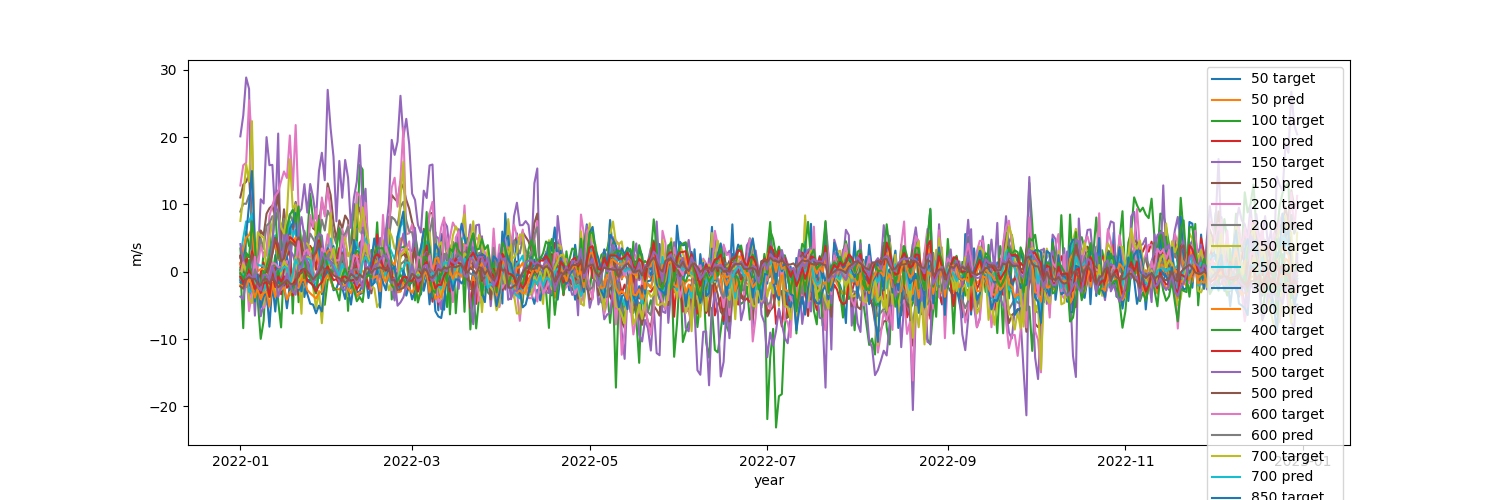 30
20
10
0
−10
−20
m/s
2022-01
2022-03
2022-05
2022-07
2022-09
2022-11
2023-01
year
50 target
50 pred
100 target
100 pred
150 target
150 pred
200 target
200 pred
250 target
250 pred
300 target
300 pred
400 target
400 pred
500 target
500 pred
600 target
600 pred
700 target
700 pred
850 target